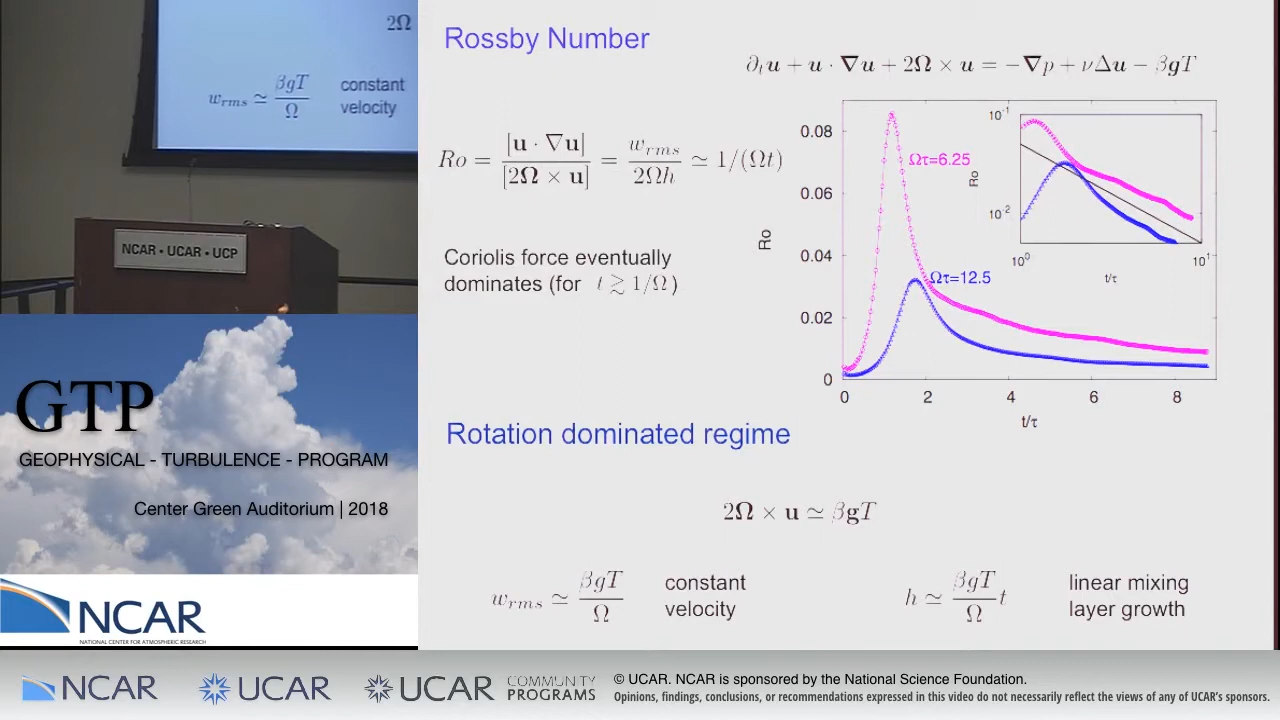 2Ω
w_rms ≃ βgT / Ω constant velocity
NCAR • UCAR • UCP
GTP
GEOPHYSICAL - TURBULENCE - PROGRAM
Center Green Auditorium | 2018
NCAR
NATIONAL CENTER FOR ATMOSPHERIC RESEARCH
Rossby Number
∂_t u + u · ∇u + 2Ω × u = −∇p + νΔu − βgT
Ro = [u · ∇u] / [2Ω × u] = w_rms / 2Ωh ≃ 1/(Ωt)
Coriolis force eventually
dominates (for t ≳ 1/Ω )
Ro
0.08
0.06
0.04
0.02
0
0 2 4 6 8
t/τ
Ωτ=6.25
Ωτ=12.5
Ro
10^-1
10^-2
10^0 10^1
t/τ
Rotation dominated regime
2Ω × u ≃ βgT
w_rms ≃ βgT / Ω constant velocity
h ≃ βgT / Ω t linear mixing layer growth
NCAR UCAR UCAR COMMUNITY PROGRAMS
© UCAR. NCAR is sponsored by the National Science Foundation.
Opinions, findings, conclusions, or recommendations expressed in this video do not necessarily reflect the views of any of UCAR's sponsors.